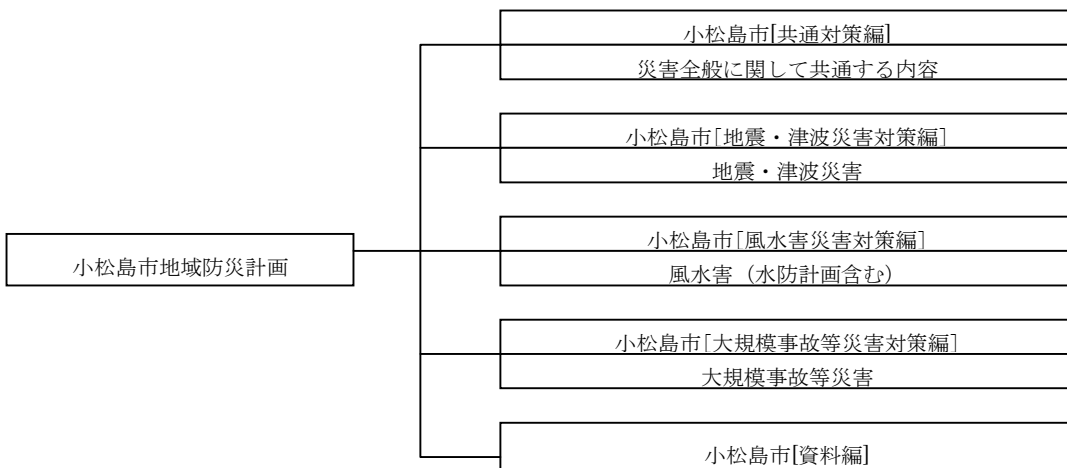 小松島市[共通対策編]
災害全般に関して共通する内容
小松島市[地震・津波災害対策編]
地震・津波災害
小松島市地域防災計画
小松島市[風水害災害対策編]
風水害（水防計画含む）
小松島市[大規模事故等災害対策編]
大規模事故等災害
小松島市[資料編]